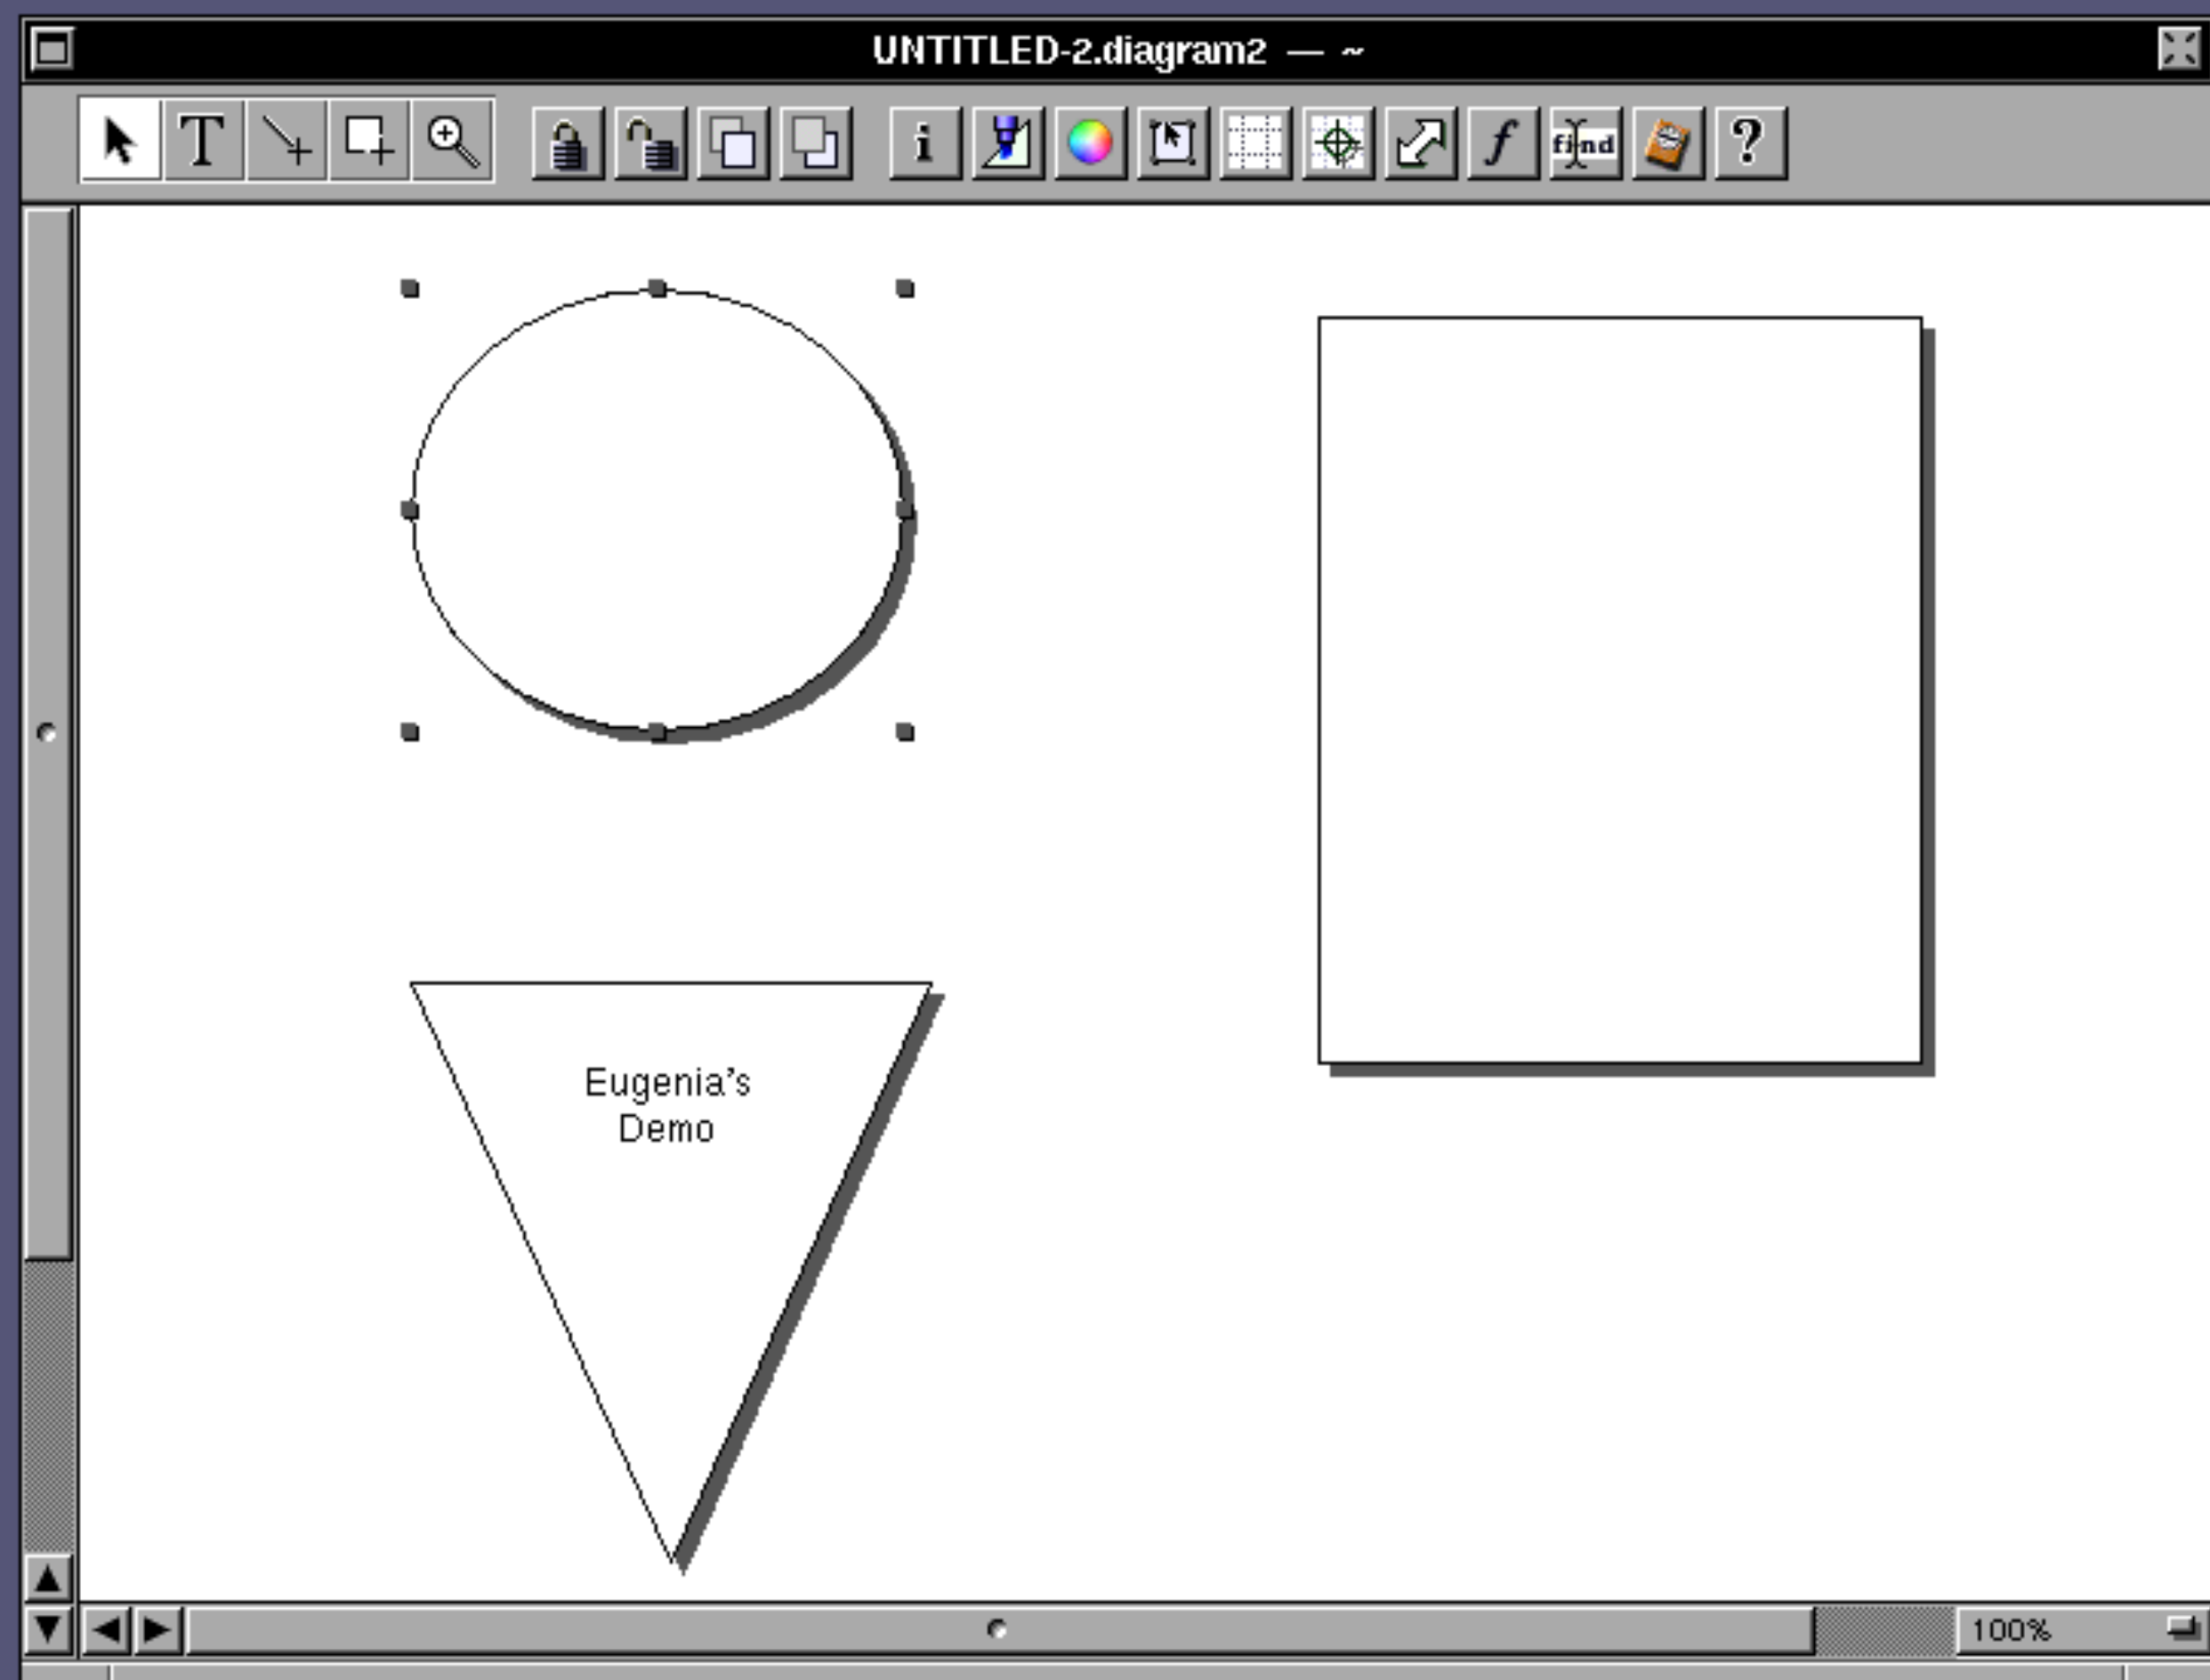 UNTITLED-2.diagram2 — ~
T i f find ?
Eugenia's
Demo
100%